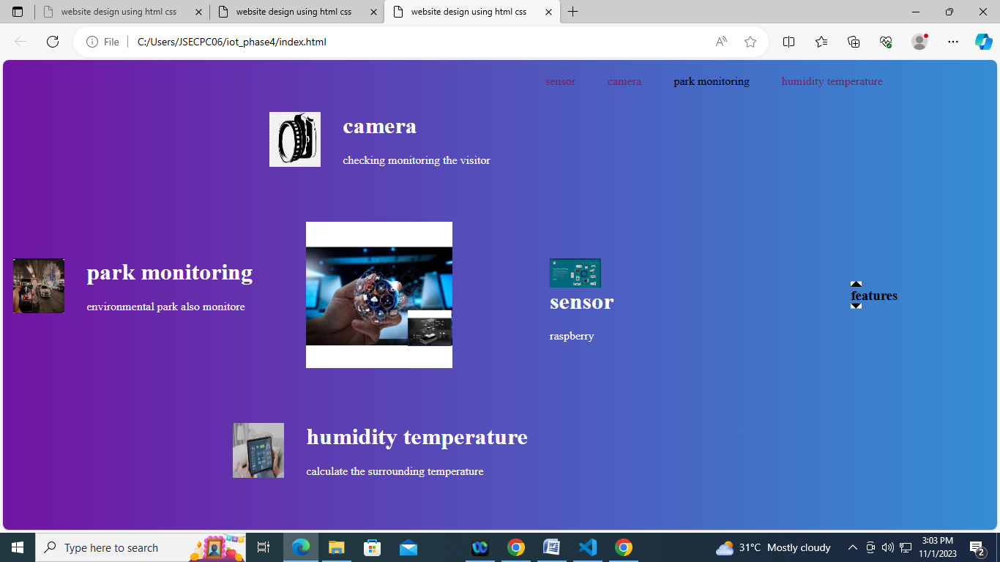 website design using html css
website design using html css
website design using html css
File
C:/Users/JSECPC06/iot_phase4/index.html
sensor
camera
park monitoring
humidity temperature
camera
checking monitoring the visitor
park monitoring
environmental park also monitore
IOT
sensor
raspberry
features
humidity temperature
calculate the surrounding temperature
Type here to search
31°C Mostly cloudy
3:03 PM
11/1/2023
2